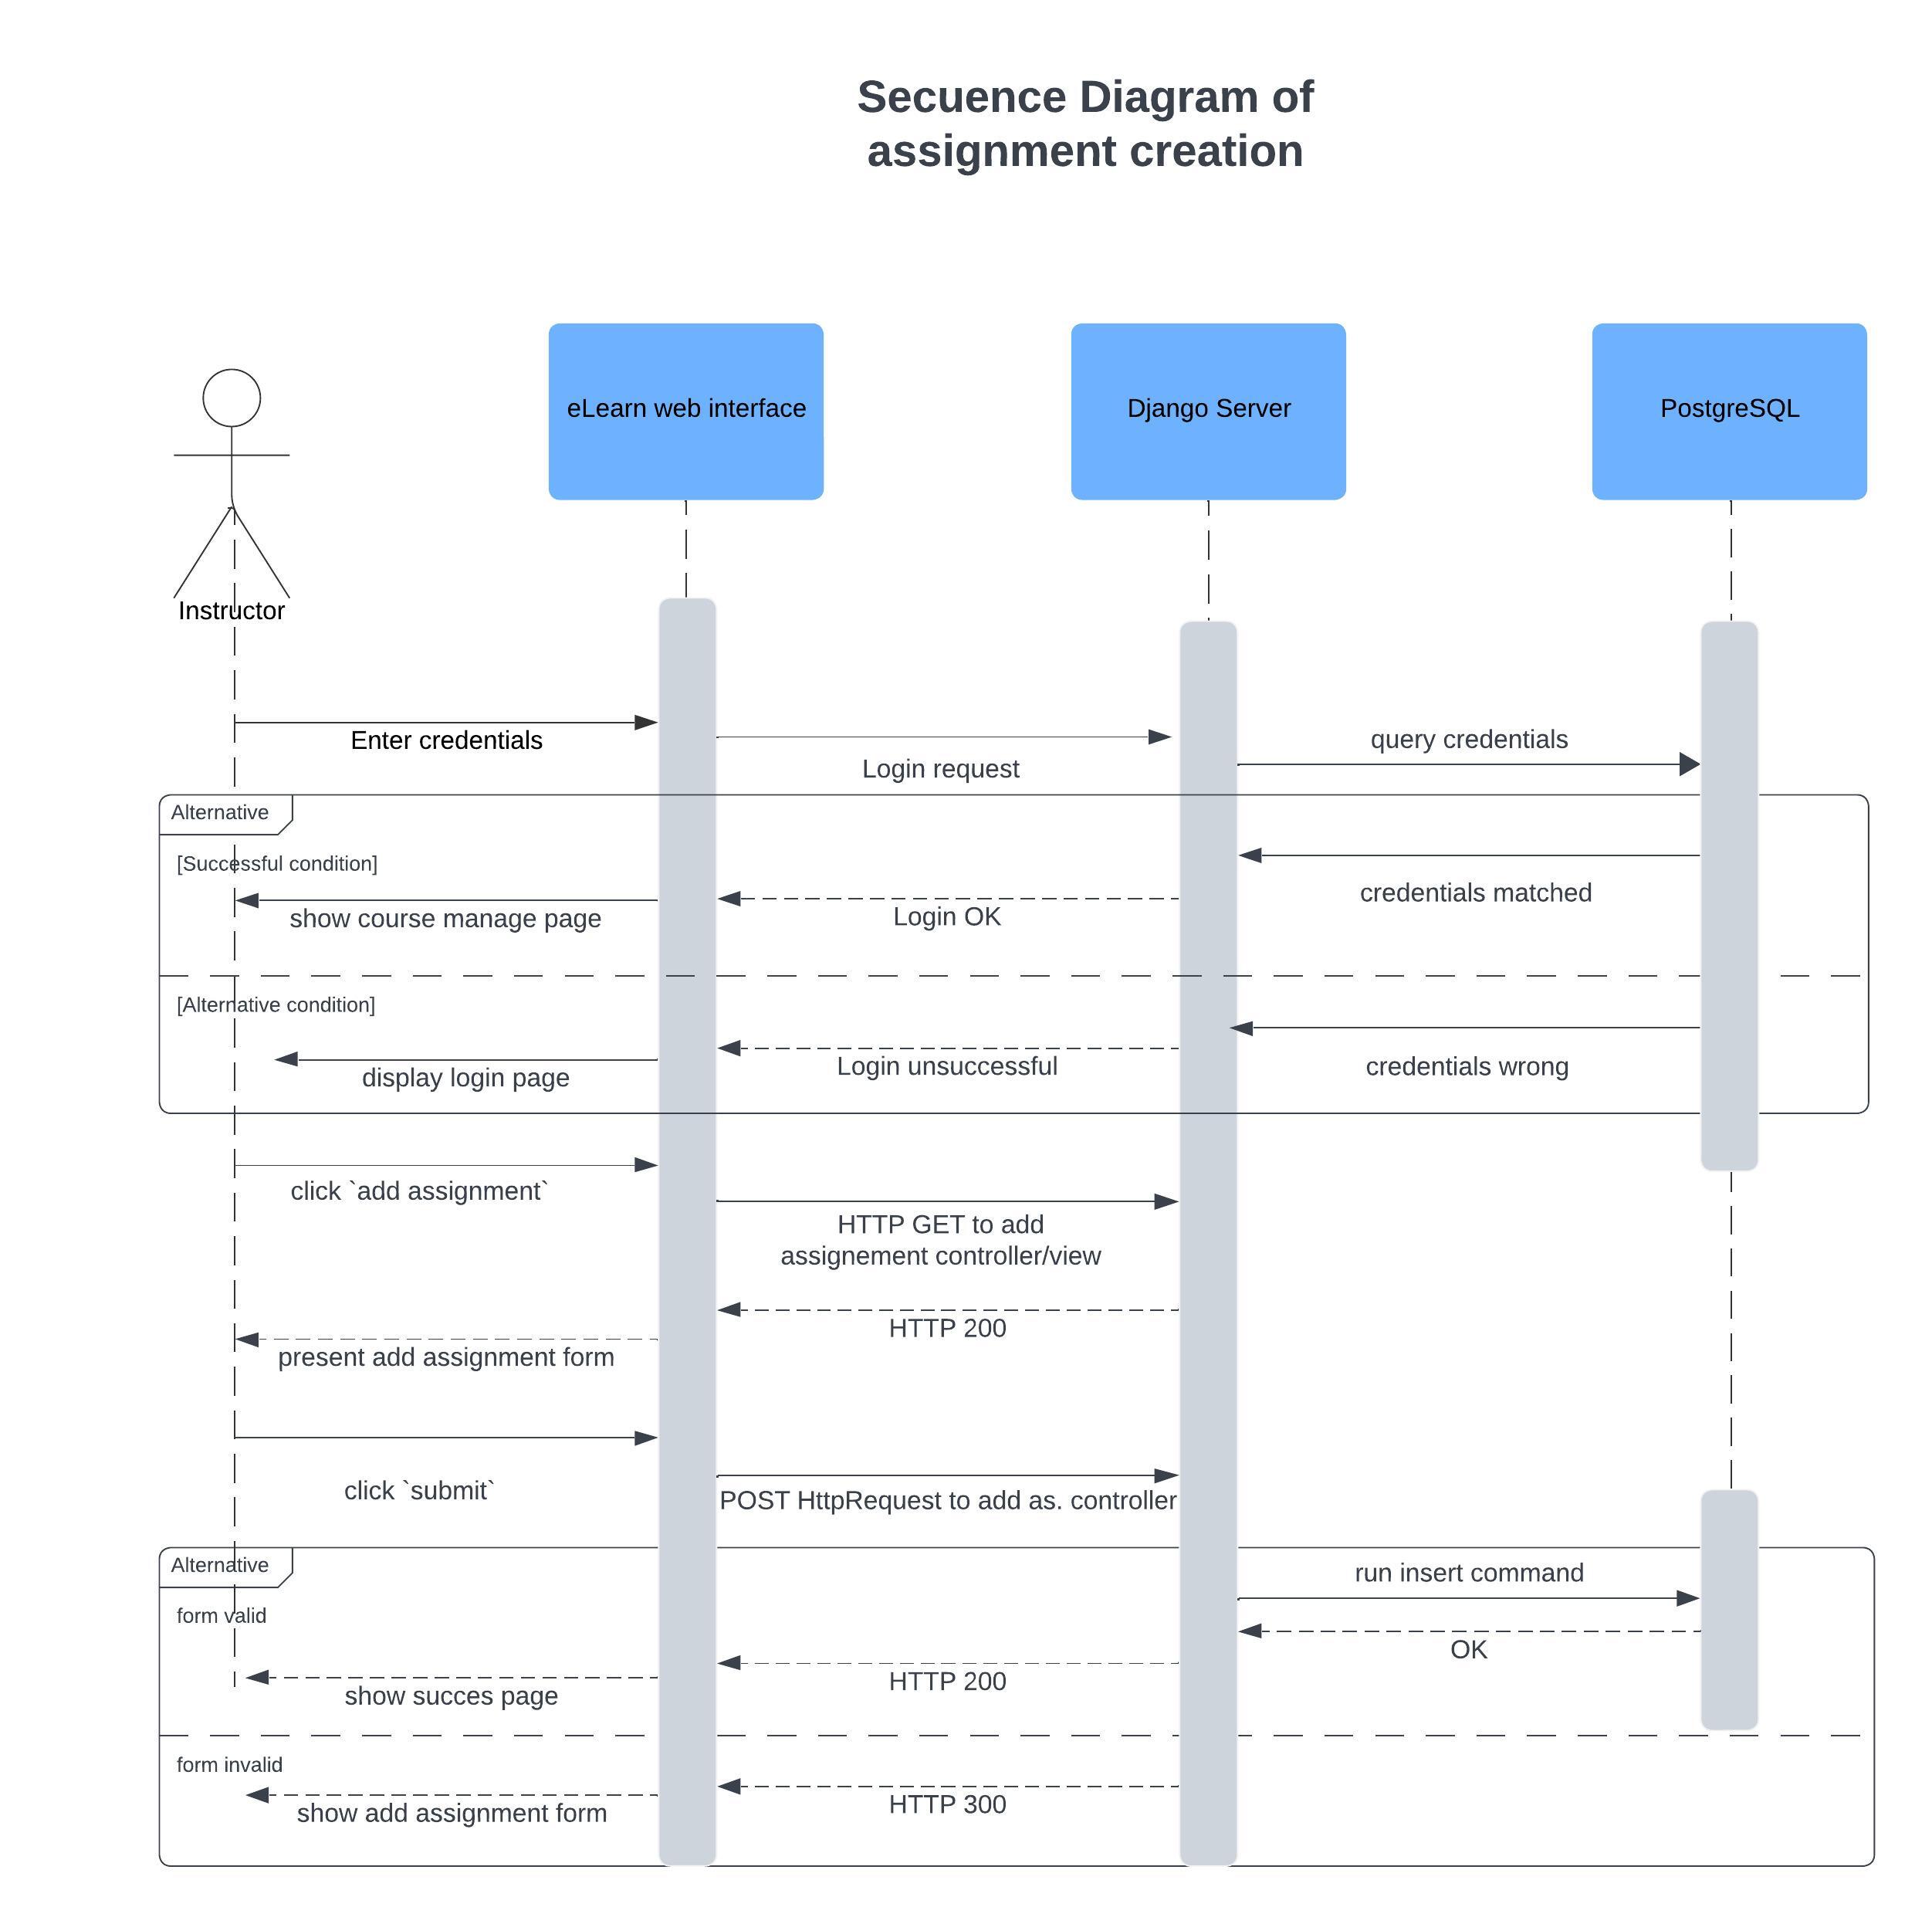 Secuence Diagram of
assignment creation
eLearn web interface
Django Server
PostgreSQL
Instructor
Enter credentials
Login request
query credentials
Alternative
[Successful condition]
credentials matched
Login OK
show course manage page
[Alternative condition]
credentials wrong
Login unsuccessful
display login page
click `add assignment`
HTTP GET to add
assignement controller/view
HTTP 200
present add assignment form
click `submit`
POST HttpRequest to add as. controller
Alternative
run insert command
form valid
OK
HTTP 200
show succes page
form invalid
HTTP 300
show add assignment form